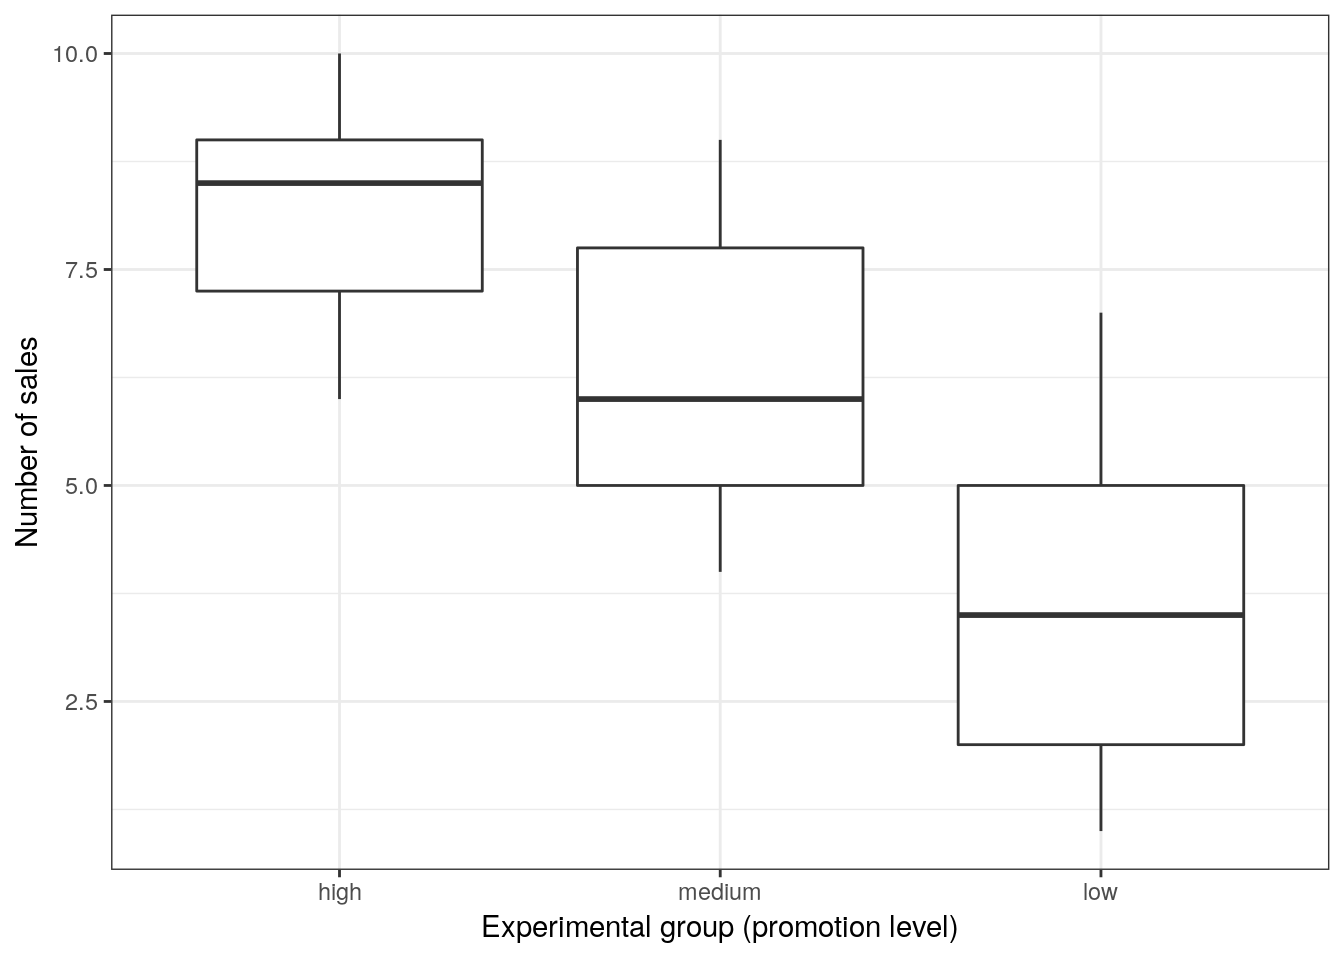 10.0
7.5
5.0
2.5
Number of sales
high medium low
Experimental group (promotion level)